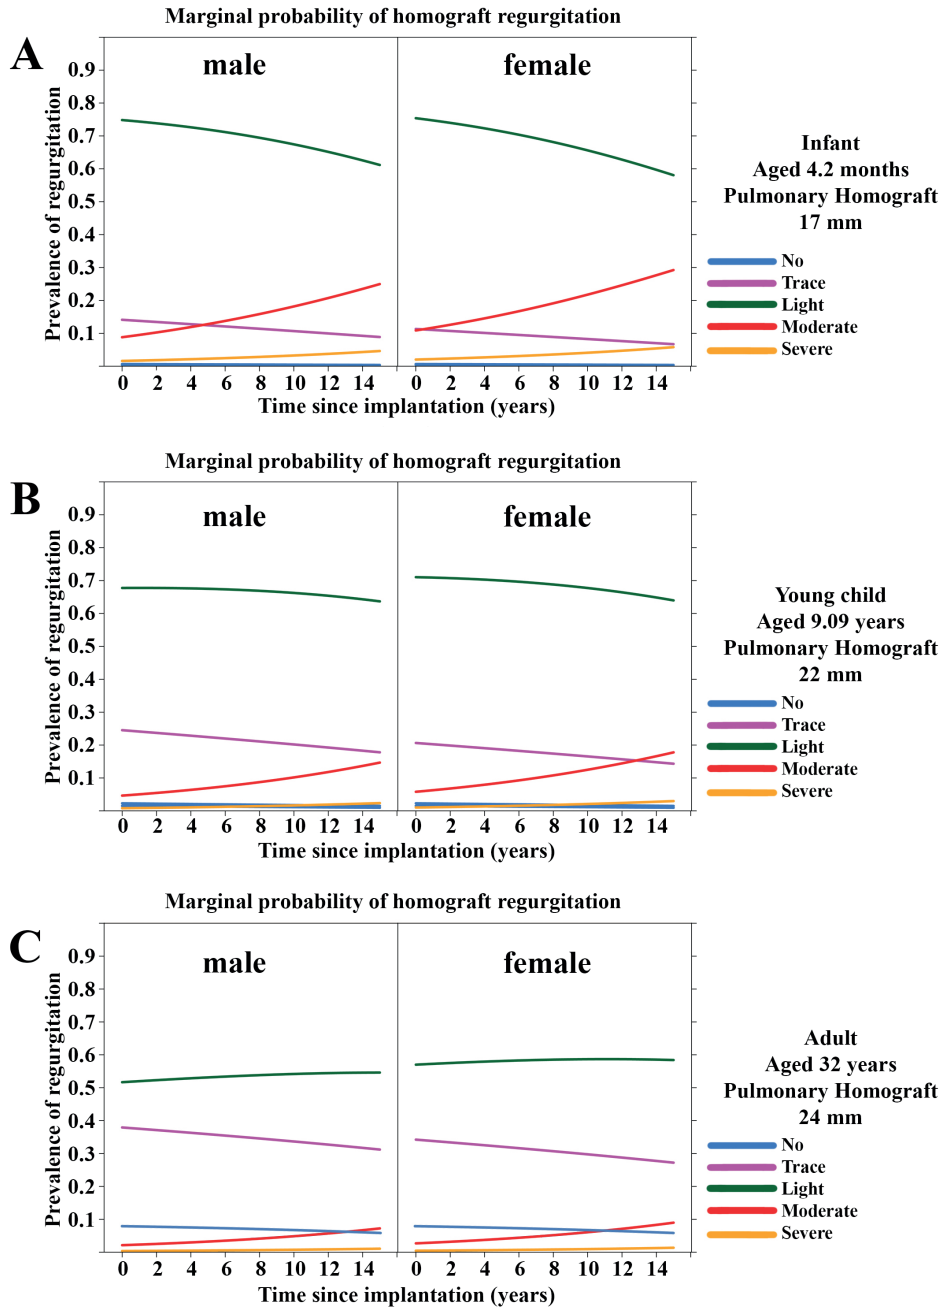 Marginal probability of homograft regurgitation
A
male
female
Prevalence of regurgitation
0.9
0.8
0.7
0.6
0.5
0.4
0.3
0.2
0.1
0 2 4 6 8 10 12 14 0 2 4 6 8 10 12 14
Time since implantation (years)
Infant
Aged 4.2 months
Pulmonary Homograft
17 mm
No
Trace
Light
Moderate
Severe
Marginal probability of homograft regurgitation
B
male
female
Prevalence of regurgitation
0.9
0.8
0.7
0.6
0.5
0.4
0.3
0.2
0.1
0 2 4 6 8 10 12 14 0 2 4 6 8 10 12 14
Time since implantation (years)
Young child
Aged 9.09 years
Pulmonary Homograft
22 mm
No
Trace
Light
Moderate
Severe
Marginal probability of homograft regurgitation
C
male
female
Prevalence of regurgitation
0.9
0.8
0.7
0.6
0.5
0.4
0.3
0.2
0.1
0 2 4 6 8 10 12 14 0 2 4 6 8 10 12 14
Time since implantation (years)
Adult
Aged 32 years
Pulmonary Homograft
24 mm
No
Trace
Light
Moderate
Severe